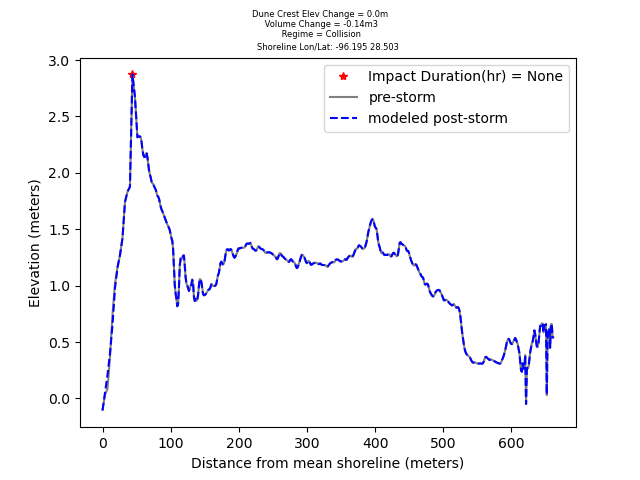 Dune Crest Elev Change = 0.0m
Volume Change = -0.14m3
Regime = Collision
Shoreline Lon/Lat: -96.195 28.503
Impact Duration(hr) = None
pre-storm
modeled post-storm
Elevation (meters)
3.0
2.5
2.0
1.5
1.0
0.5
0.0
0 100 200 300 400 500 600
Distance from mean shoreline (meters)